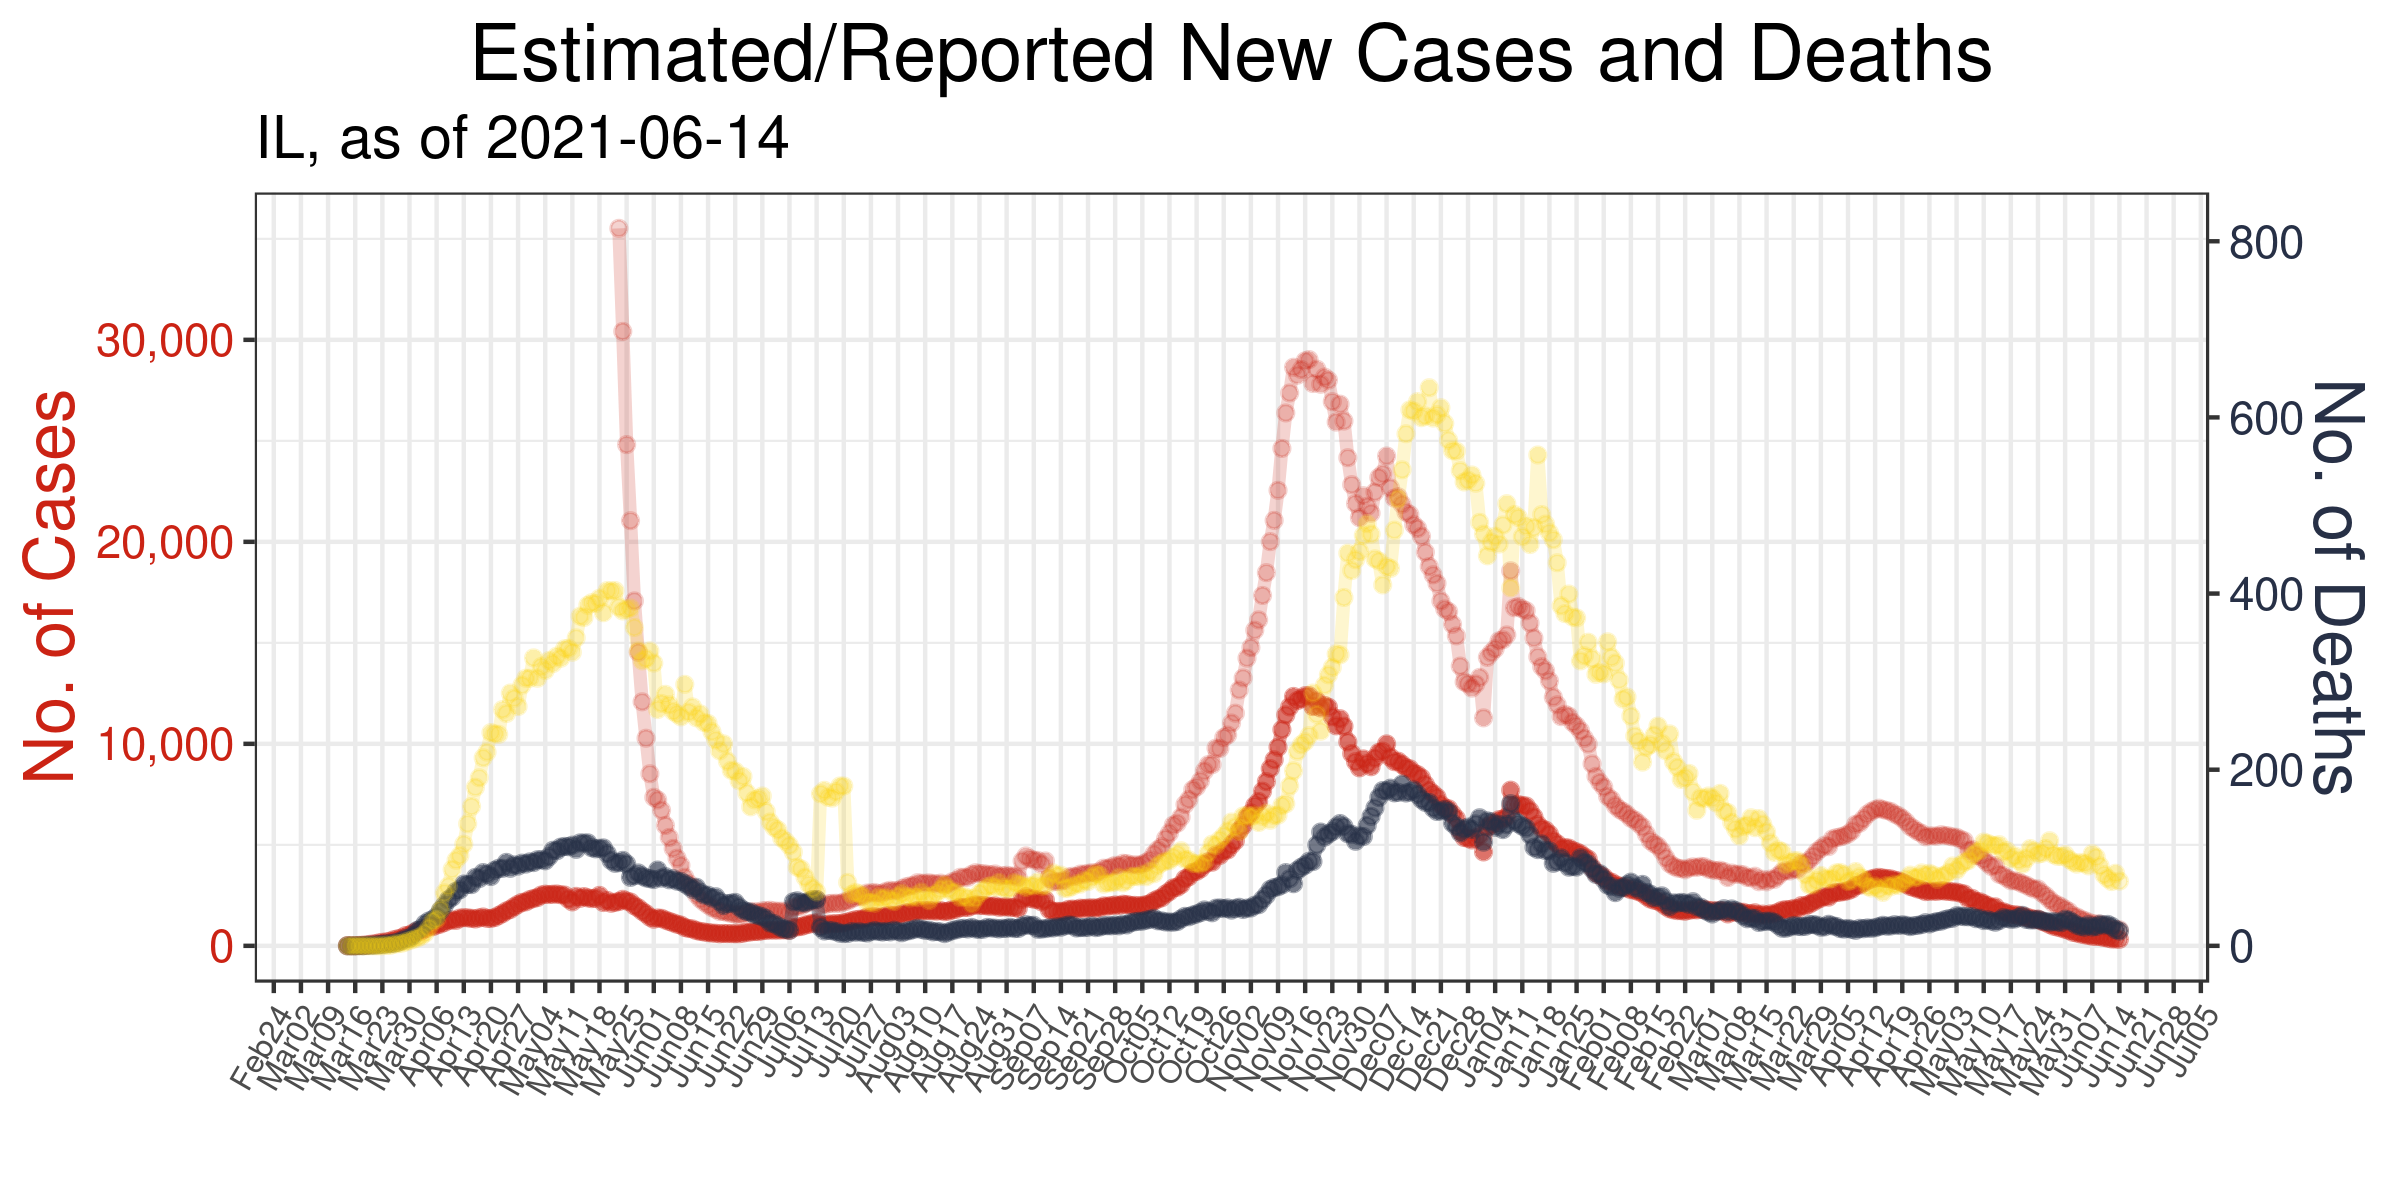 Estimated/Reported New Cases and Deaths
IL, as of 2021-06-14
No. of Cases
30,000
20,000
10,000
0
800
600
400
200
0
No. of Deaths
Feb24
Mar02
Mar09
Mar16
Mar23
Mar30
Apr06
Apr13
Apr20
Apr27
May04
May11
May18
May25
Jun01
Jun08
Jun15
Jun22
Jun29
Jul06
Jul13
Jul20
Jul27
Aug03
Aug10
Aug17
Aug24
Aug31
Sep07
Sep14
Sep21
Sep28
Oct05
Oct12
Oct19
Oct26
Nov02
Nov09
Nov16
Nov23
Nov30
Dec07
Dec14
Dec21
Dec28
Jan04
Jan11
Jan18
Jan25
Feb01
Feb08
Feb15
Feb22
Mar01
Mar08
Mar15
Mar22
Mar29
Apr05
Apr12
Apr19
Apr26
May03
May10
May17
May24
May31
Jun07
Jun14
Jun21
Jun28
Jul05